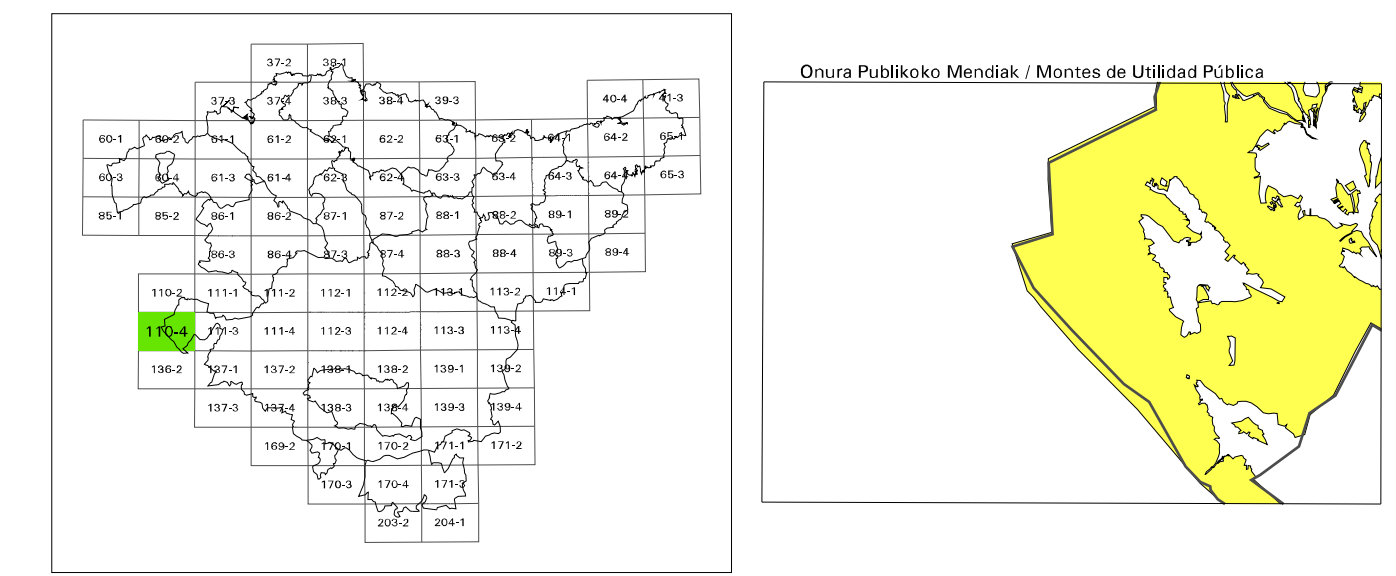 37-2 38-1
37-3 37-4 38-3 38-4 39-3 40-4 41-3
60-1 60-2 61-1 61-2 62-1 62-2 63-1 63-2 64-1 64-2 65-1
60-3 60-4 61-3 61-4 62-3 62-4 63-3 63-4 64-3 64-4 65-3
85-1 85-2 86-1 86-2 87-1 87-2 88-1 88-2 89-1 89-2
86-3 86-4 87-3 87-4 88-3 88-4 89-3 89-4
110-2 111-1 111-2 112-1 112-2 113-1 113-2 114-1
110-4 111-3 111-4 112-3 112-4 113-3 113-4
136-2 137-1 137-2 138-1 138-2 139-1 139-2
137-3 137-4 138-3 138-4 139-3 139-4
169-2 170-1 170-2 171-1 171-2
170-3 170-4 171-3
203-2 204-1
Onura Publikoko Mendiak / Montes de Utilidad Pública